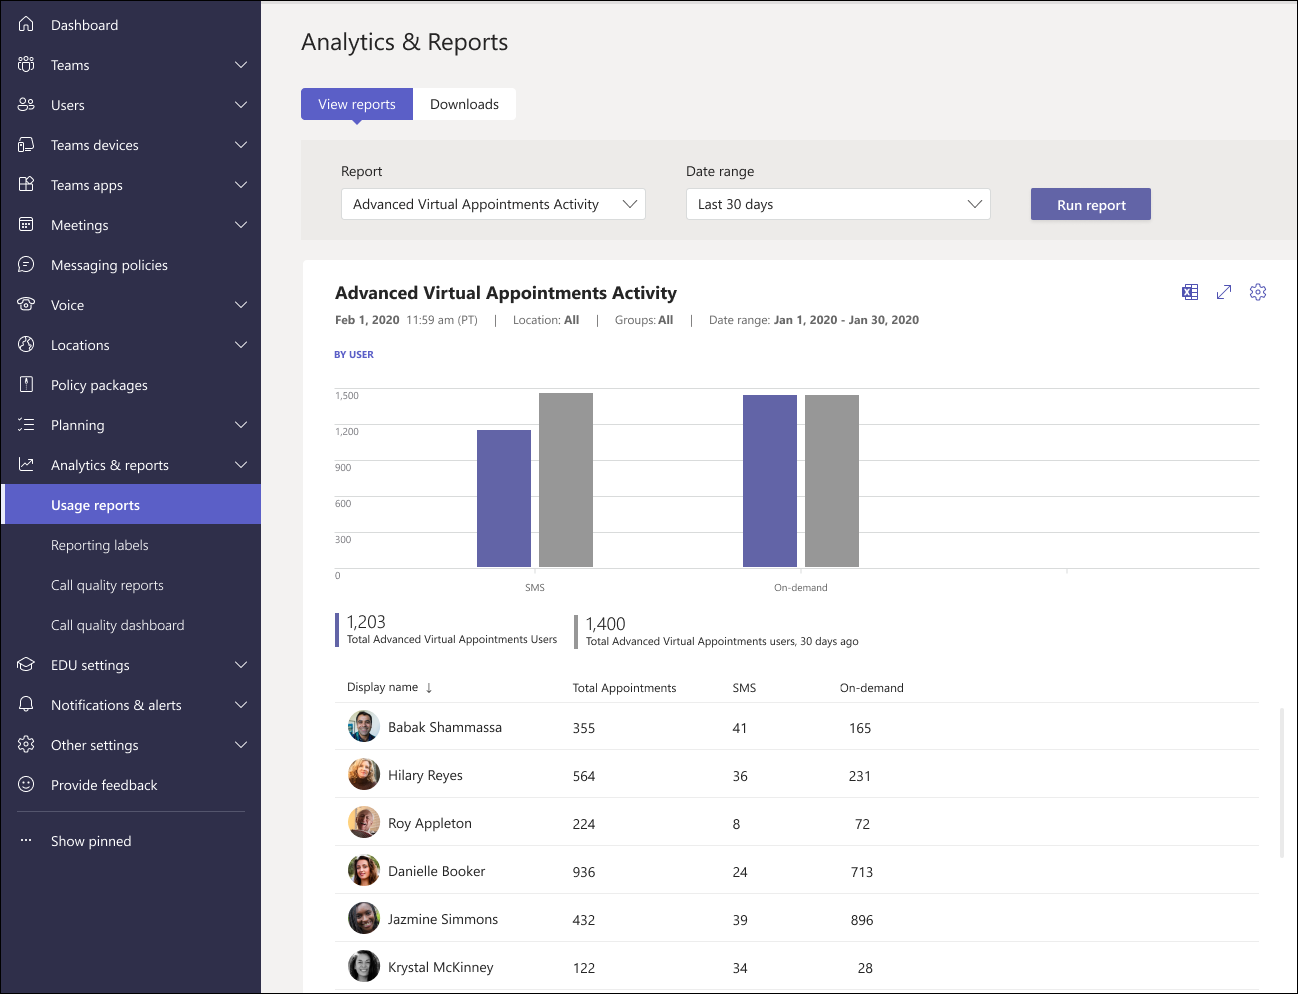 Dashboard
Teams
Users
Teams devices
Teams apps
Meetings
Messaging policies
Voice
Locations
Policy packages
Planning
Analytics & reports
Usage reports
Reporting labels
Call quality reports
Call quality dashboard
EDU settings
Notifications & alerts
Other settings
Provide feedback
Show pinned
Analytics & Reports
View reports Downloads
Report Date range
Advanced Virtual Appointments Activity Last 30 days Run report
Advanced Virtual Appointments Activity
Feb 1, 2020 11:59 am (PT) | Location: All | Groups: All | Date range: Jan 1, 2020 - Jan 30, 2020
BY USER
1,500
1,200
900
600
300
0
SMS On-demand
1,203 1,400
Total Advanced Virtual Appointments Users Total Advanced Virtual Appointments users, 30 days ago
Display name ↓ Total Appointments SMS On-demand
Babak Shammassa 355 41 165
Hilary Reyes 564 36 231
Roy Appleton 224 8 72
Danielle Booker 936 24 713
Jazmine Simmons 432 39 896
Krystal McKinney 122 34 28